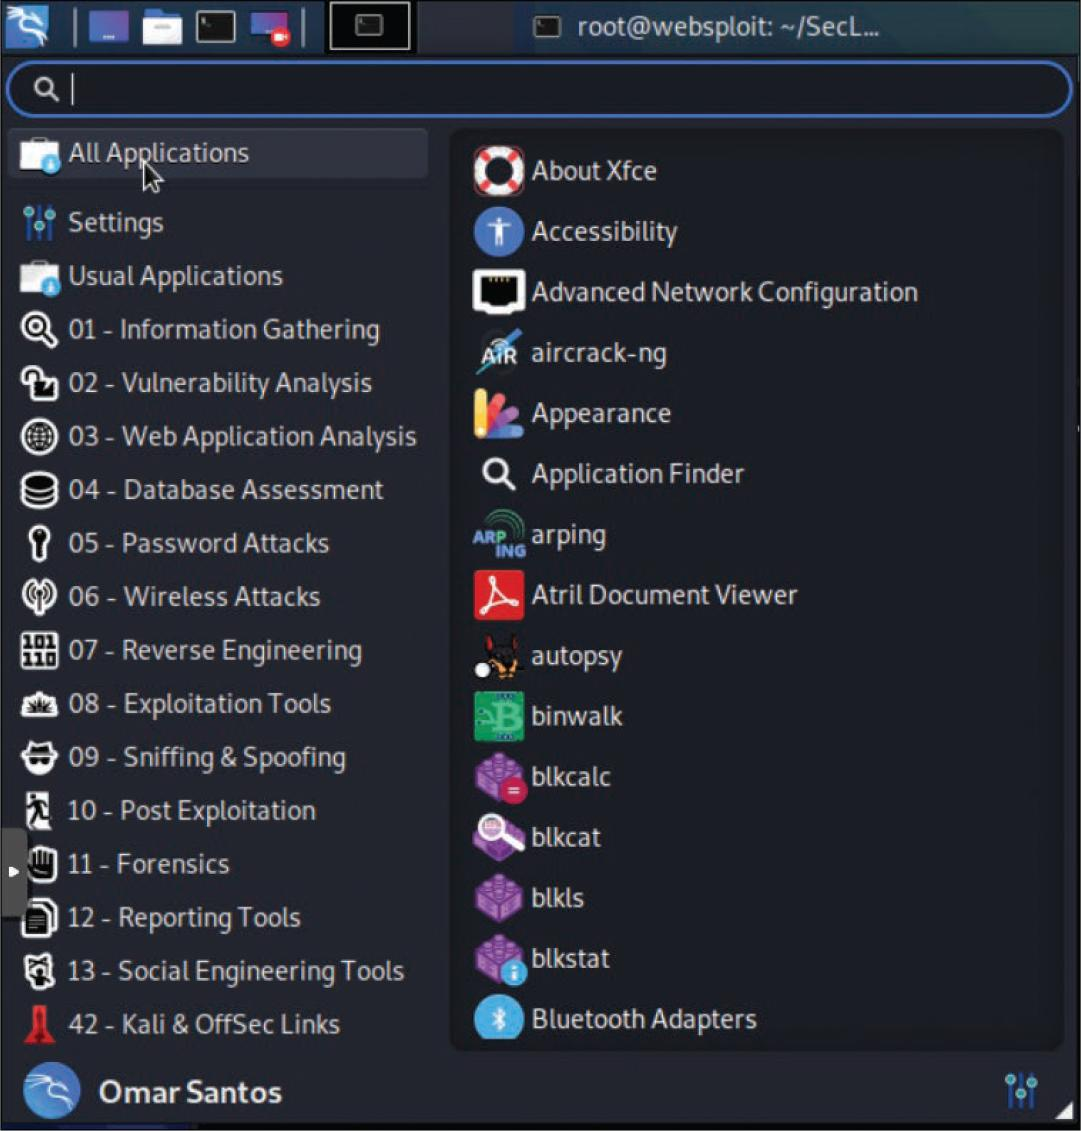 root@websploit: ~/SecL...
All Applications
Settings
Usual Applications
01 - Information Gathering
02 - Vulnerability Analysis
03 - Web Application Analysis
04 - Database Assessment
05 - Password Attacks
06 - Wireless Attacks
07 - Reverse Engineering
08 - Exploitation Tools
09 - Sniffing & Spoofing
10 - Post Exploitation
11 - Forensics
12 - Reporting Tools
13 - Social Engineering Tools
42 - Kali & OffSec Links
About Xfce
Accessibility
Advanced Network Configuration
AIR
aircrack-ng
Appearance
Application Finder
ARPING
arping
Atril Document Viewer
autopsy
binwalk
blkcalc
blkcat
blkls
blkstat
Bluetooth Adapters
Omar Santos